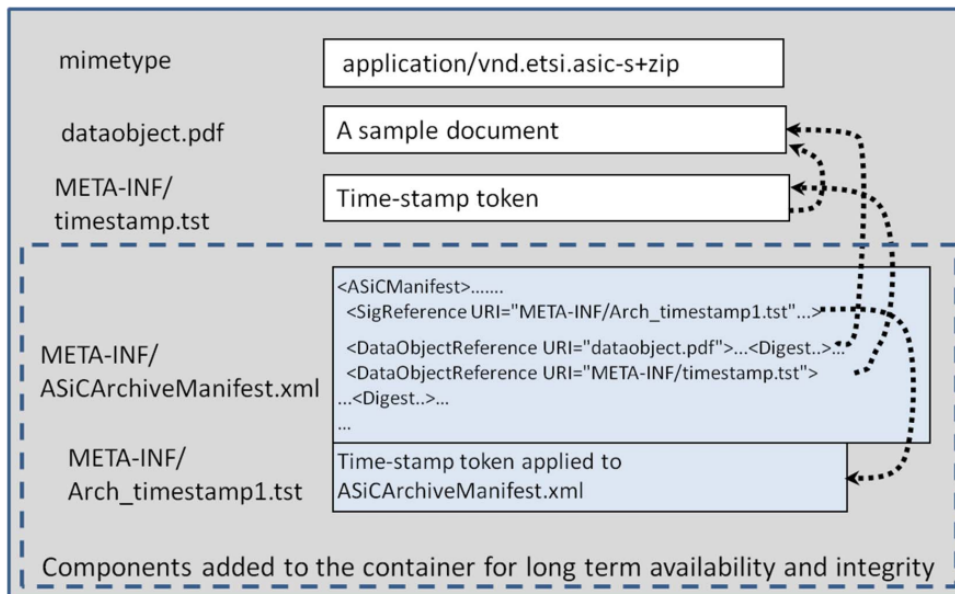 mimetype
application/vnd.etsi.asic-s+zip
dataobject.pdf
A sample document
META-INF/
timestamp.tst
Time-stamp token
META-INF/
ASiCArchiveManifest.xml
<ASiCManifest>.......
<SigReference URI="META-INF/Arch_timestamp1.tst"...>
<DataObjectReference URI="dataobject.pdf">...<Digest..>...
<DataObjectReference URI="META-INF/timestamp.tst">
...<Digest..>...
...
META-INF/
Arch_timestamp1.tst
Time-stamp token applied to
ASiCArchiveManifest.xml
Components added to the container for long term availability and integrity